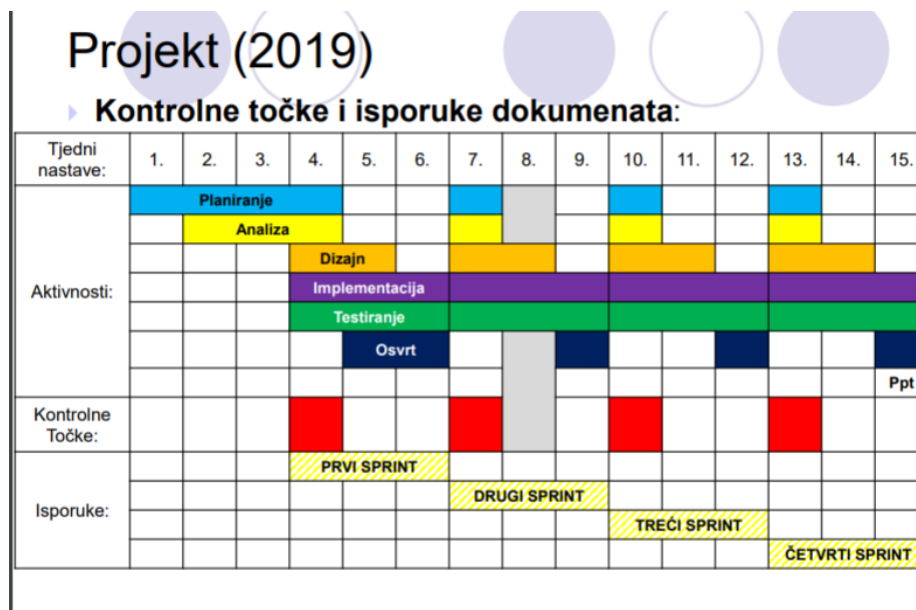 Projekt (2019)
Kontrolne točke i isporuke dokumenata:
Tjedni nastave: 1. 2. 3. 4. 5. 6. 7. 8. 9. 10. 11. 12. 13. 14. 15.
Aktivnosti:
Planiranje
Analiza
Dizajn
Implementacija
Testiranje
Osvrt
Ppt
Kontrolne
Točke:
Isporuke:
PRVI SPRINT
DRUGI SPRINT
TREĆI SPRINT
ČETVRTI SPRINT